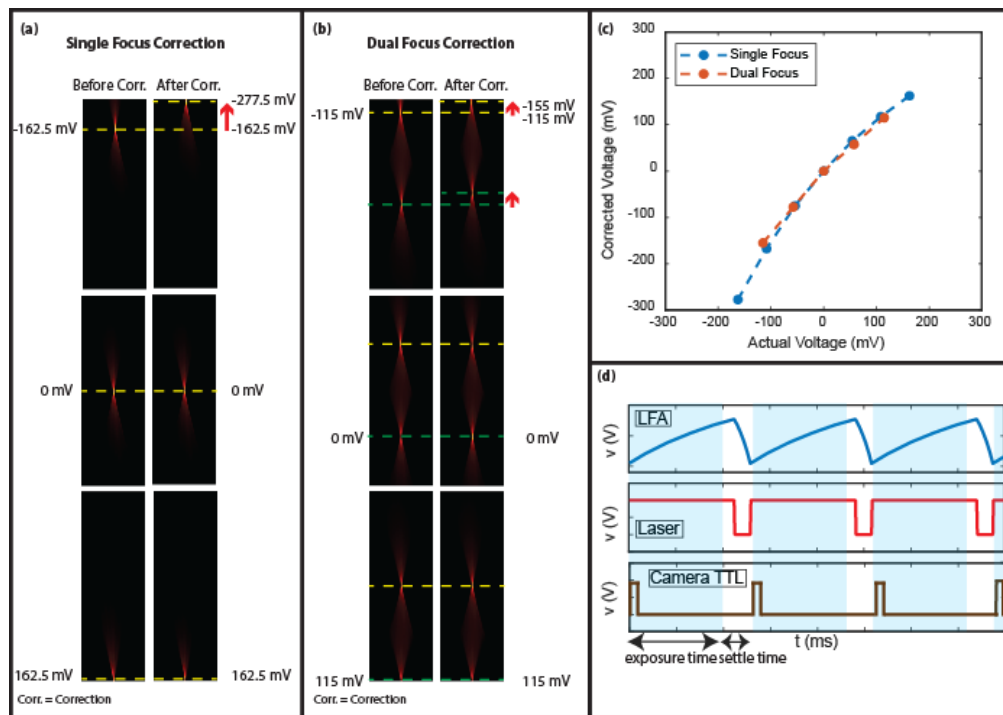 (a)
Single Focus Correction
Before Corr. After Corr.
-277.5 mV
-162.5 mV
-162.5 mV
0 mV
0 mV
162.5 mV
162.5 mV
Corr. = Correction
(b)
Dual Focus Correction
Before Corr. After Corr.
-155 mV
-115 mV
-115 mV
0 mV
0 mV
115 mV
115 mV
(c)
Single Focus
Dual Focus
Corrected Voltage (mV)
300
200
100
0
-100
-200
-300
-300 -200 -100 0 100 200 300
Actual Voltage (mV)
(d)
LFA
v (V)
Laser
v (V)
Camera TTL
v (V)
t (ms)
exposure time settle time